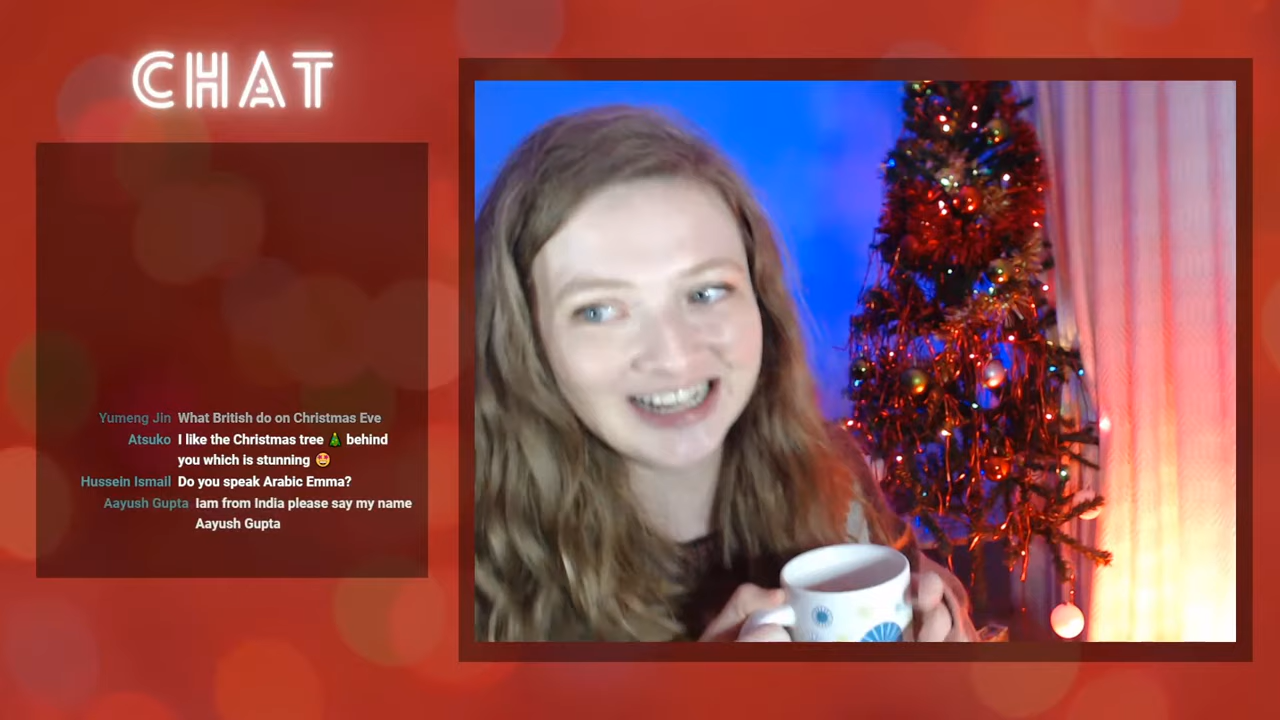 CHAT
Yumeng Jin What British do on Christmas Eve
Atsuko I like the Christmas tree 🎄 behind
you which is stunning 🤩
Hussein Ismail Do you speak Arabic Emma?
Aayush Gupta Iam from India please say my name
Aayush Gupta